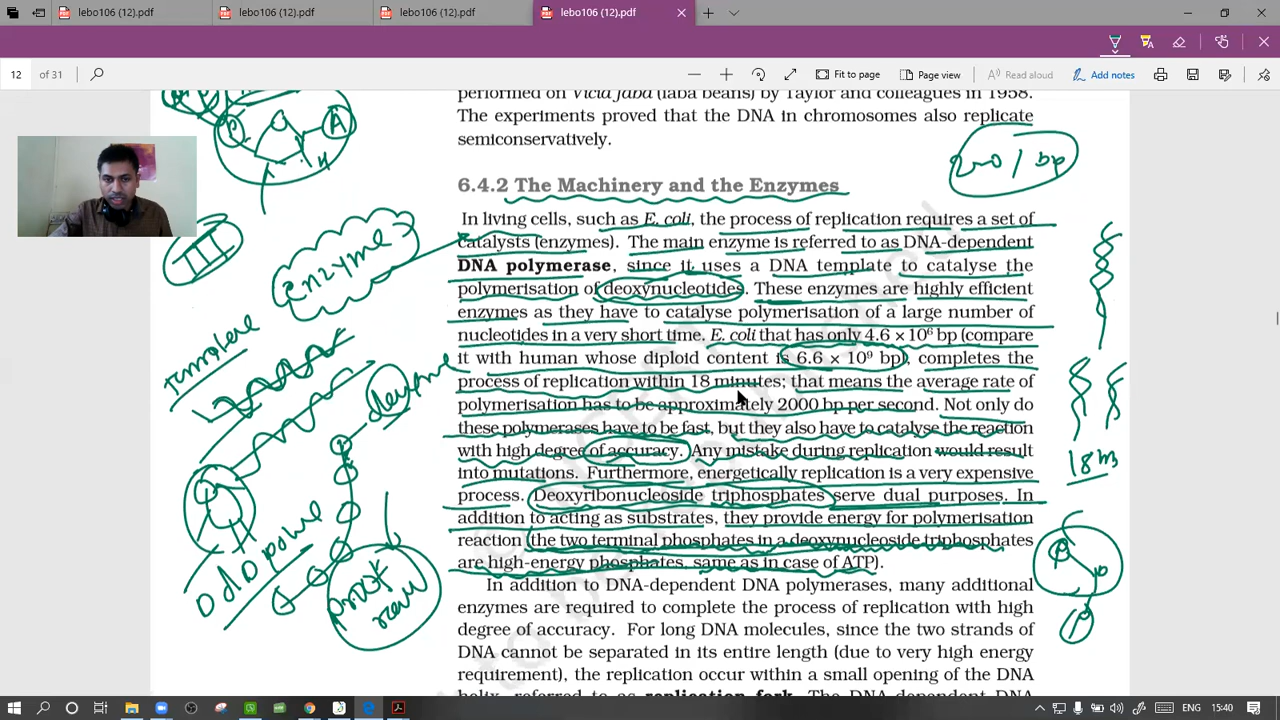 lebo106 (12).pdf
lebo106 (12).pdf
lebo106 (12).pdf
lebo106 (12).pdf
12 of 31
Fit to page
Page view
Read aloud
Add notes
performed on Vicia faba (faba beans) by Taylor and colleagues in 1958.
The experiments proved that the DNA in chromosomes also replicate
semiconservatively.
200/bp
6.4.2 The Machinery and the Enzymes
In living cells, such as E. coli, the process of replication requires a set of
catalysts (enzymes). The main enzyme is referred to as DNA-dependent
DNA polymerase, since it uses a DNA template to catalyse the
polymerisation of deoxynucleotides. These enzymes are highly efficient
enzymes as they have to catalyse polymerisation of a large number of
nucleotides in a very short time. E. coli that has only 4.6 × 10⁶ bp (compare
it with human whose diploid content is 6.6 × 10⁹ bp), completes the
process of replication within 18 minutes; that means the average rate of
polymerisation has to be approximately 2000 bp per second. Not only do
these polymerases have to be fast, but they also have to catalyse the reaction
with high degree of accuracy. Any mistake during replication would result
into mutations. Furthermore, energetically replication is a very expensive
process. Deoxyribonucleoside triphosphates serve dual purposes. In
addition to acting as substrates, they provide energy for polymerisation
reaction (the two terminal phosphates in a deoxynucleoside triphosphates
are high-energy phosphates, same as in case of ATP).
In addition to DNA-dependent DNA polymerases, many additional
enzymes are required to complete the process of replication with high
degree of accuracy. For long DNA molecules, since the two strands of
DNA cannot be separated in its entire length (due to very high energy
requirement), the replication occur within a small opening of the DNA
helix, referred to as replication fork. The DNA-dependent DNA
A
III
enzyme
template
18 m
ENG
15:40